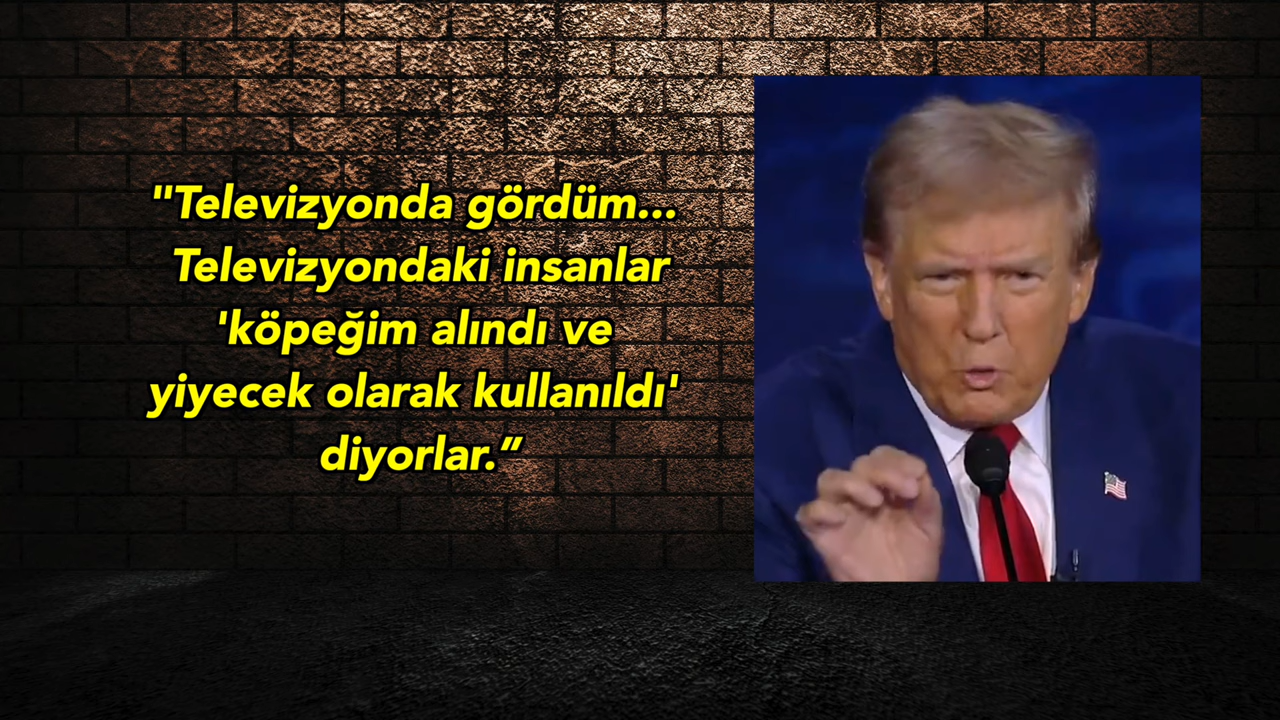 "Televizyonda gördüm...
Televizyondaki insanlar
'köpeğim alındı ve
yiyecek olarak kullanıldı'
diyorlar.”